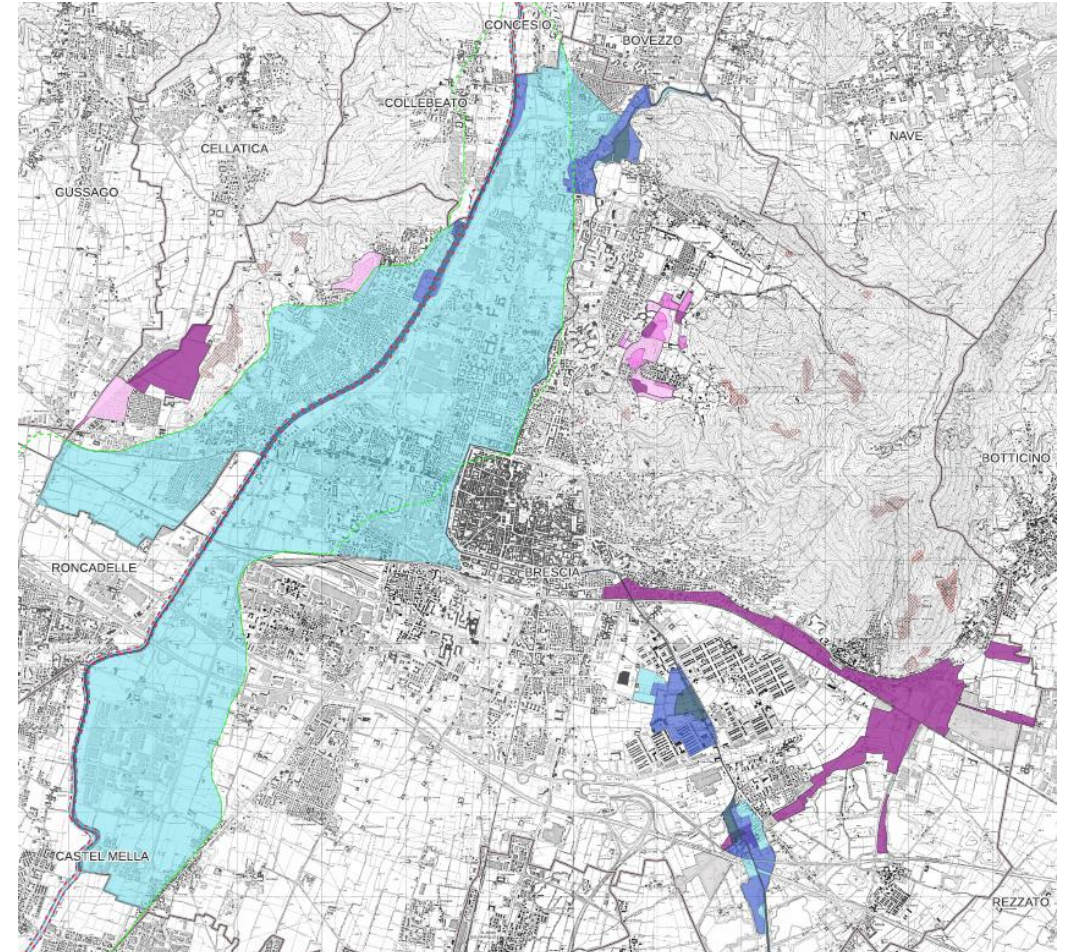 CONCESIO
BOVEZZO
COLLEBEATO
NAVE
CELLATICA
GUSSAGO
BOTTICINO
RONCADELLE
BRESCIA
CASTEL MELLA
REZZATO